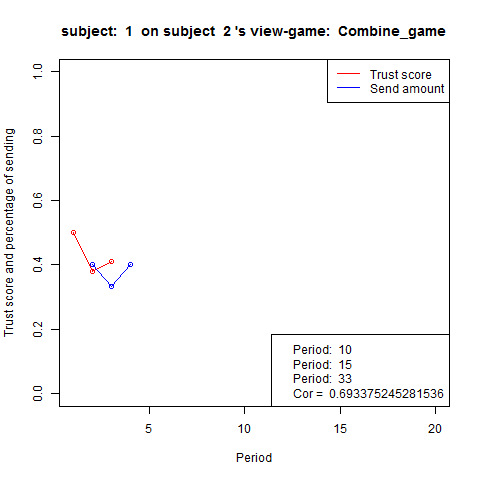 subject:  1  on subject  2 's view-game:  Combine_game
Trust score
Send amount
Trust score and percentage of sending
1.0
0.8
0.6
0.4
0.2
0.0
Period:  10
Period:  15
Period:  33
Cor =  0.693375245281536
5 10 15 20
Period